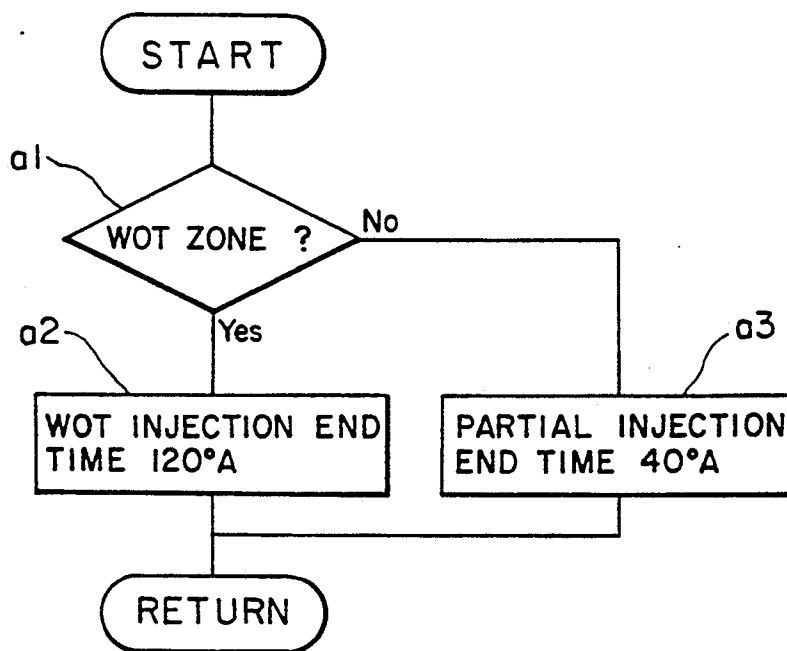 START
a1
WOT ZONE ?
No
Yes
a2
a3
WOT INJECTION END
TIME 120°A
PARTIAL INJECTION
END TIME 40°A
RETURN